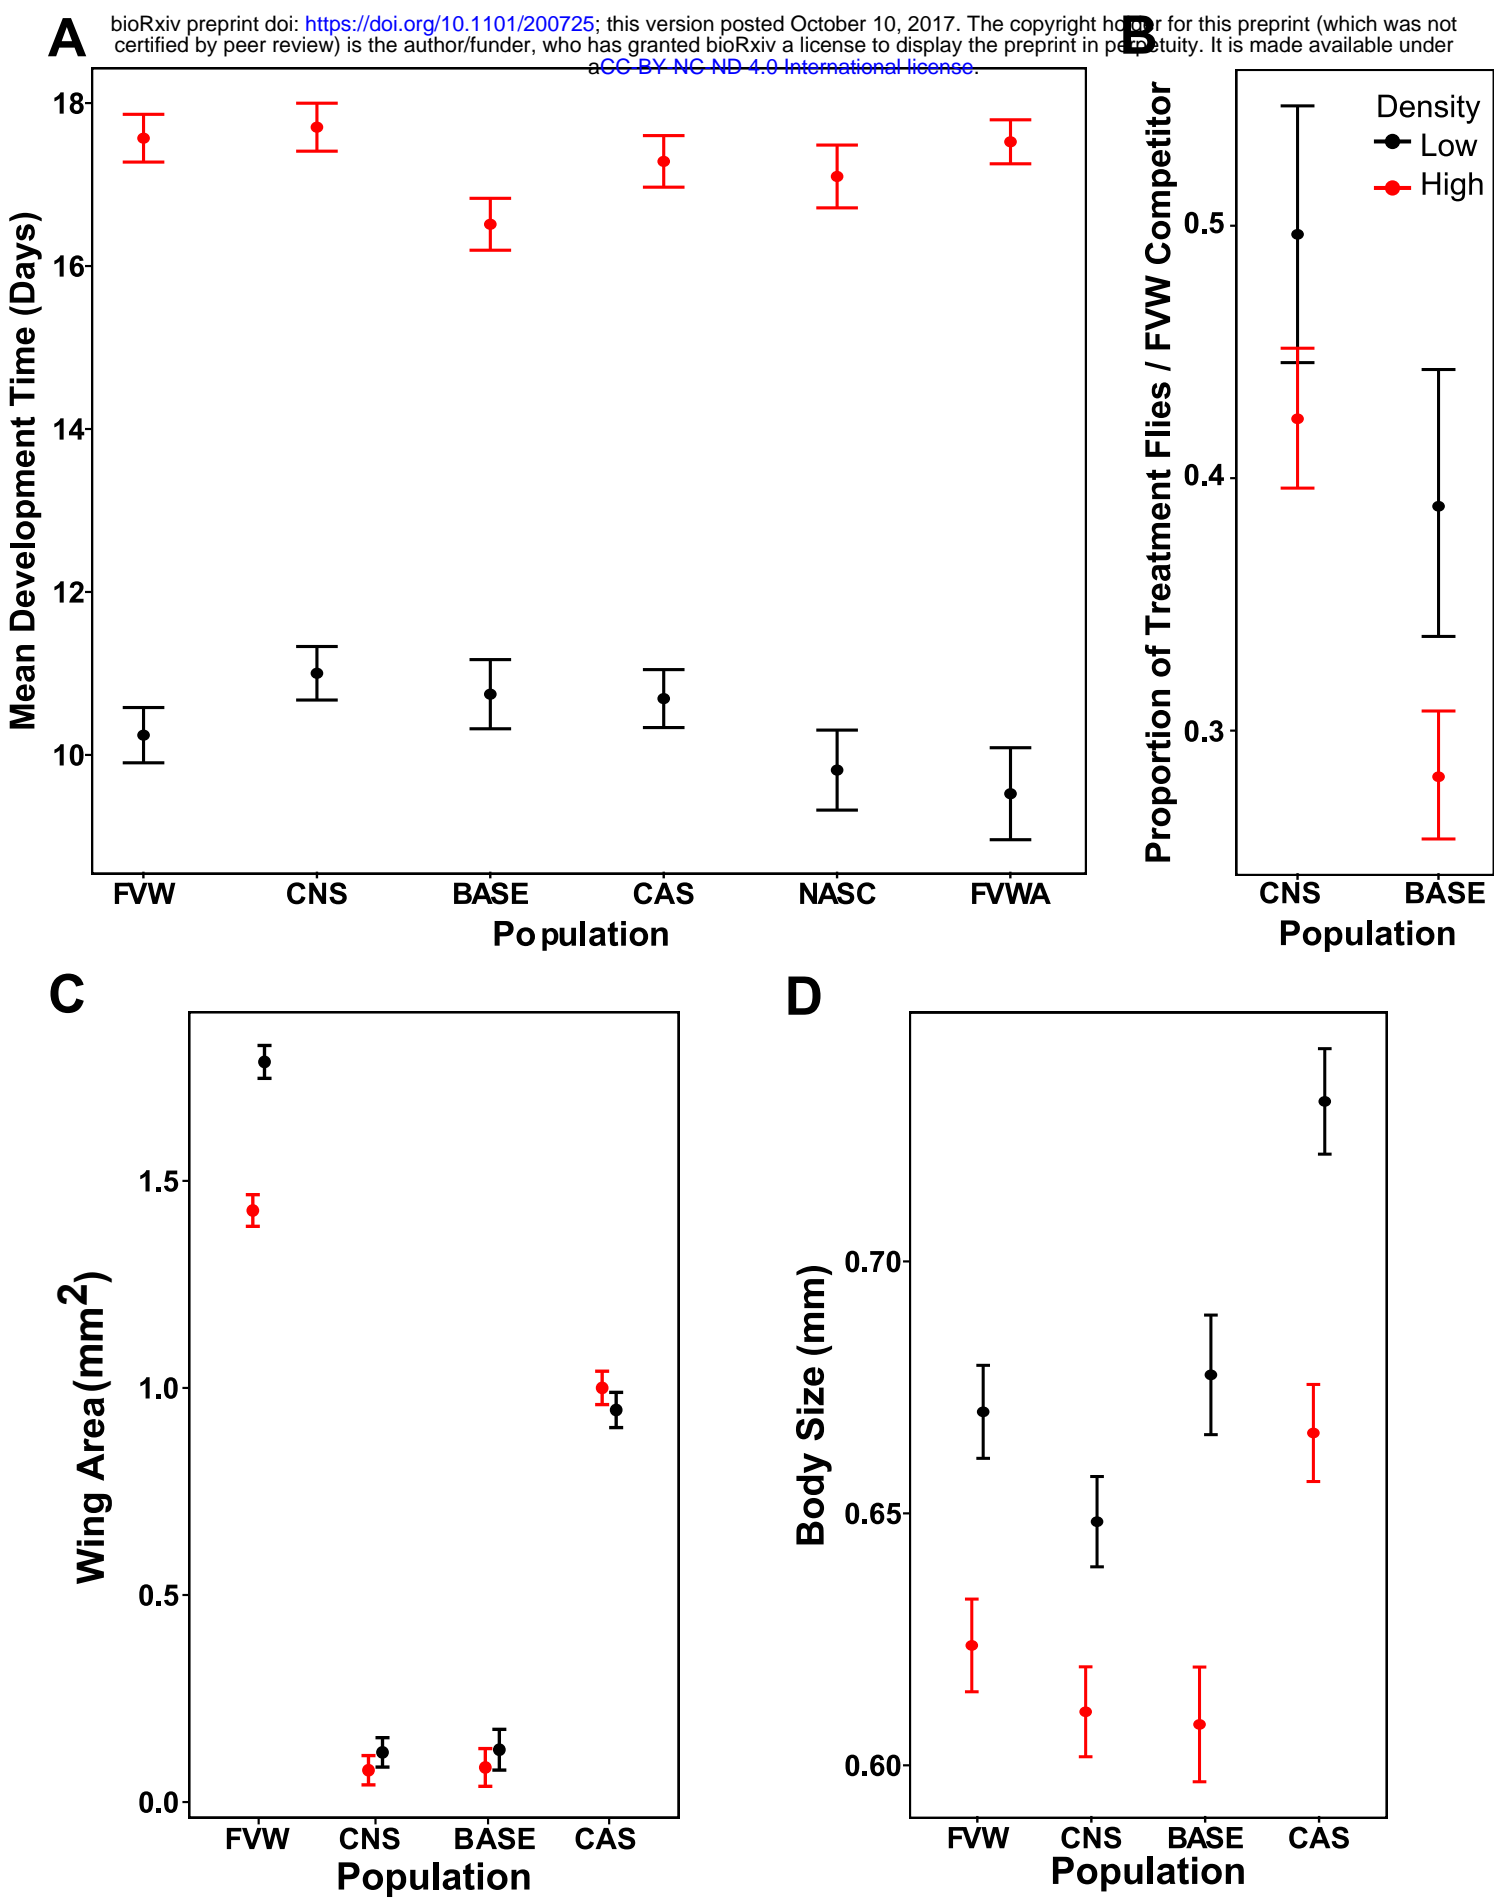 bioRxiv preprint doi: https://doi.org/10.1101/200725; this version posted October 10, 2017. The copyright holder for this preprint (which was not
certified by peer review) is the author/funder, who has granted bioRxiv a license to display the preprint in perpetuity. It is made available under
aCC-BY-NC-ND 4.0 International license.
A
Mean Development Time (Days)
18
16
14
12
10
FVW CNS BASE CAS NASC FVWA
Population
B
Proportion of Treatment Flies / FVW Competitor
Density
Low
High
0.5
0.4
0.3
CNS BASE
Population
C
Wing Area (mm2)
1.5
1.0
0.5
0.0
FVW CNS BASE CAS
Population
D
Body Size (mm)
0.70
0.65
0.60
FVW CNS BASE CAS
Population